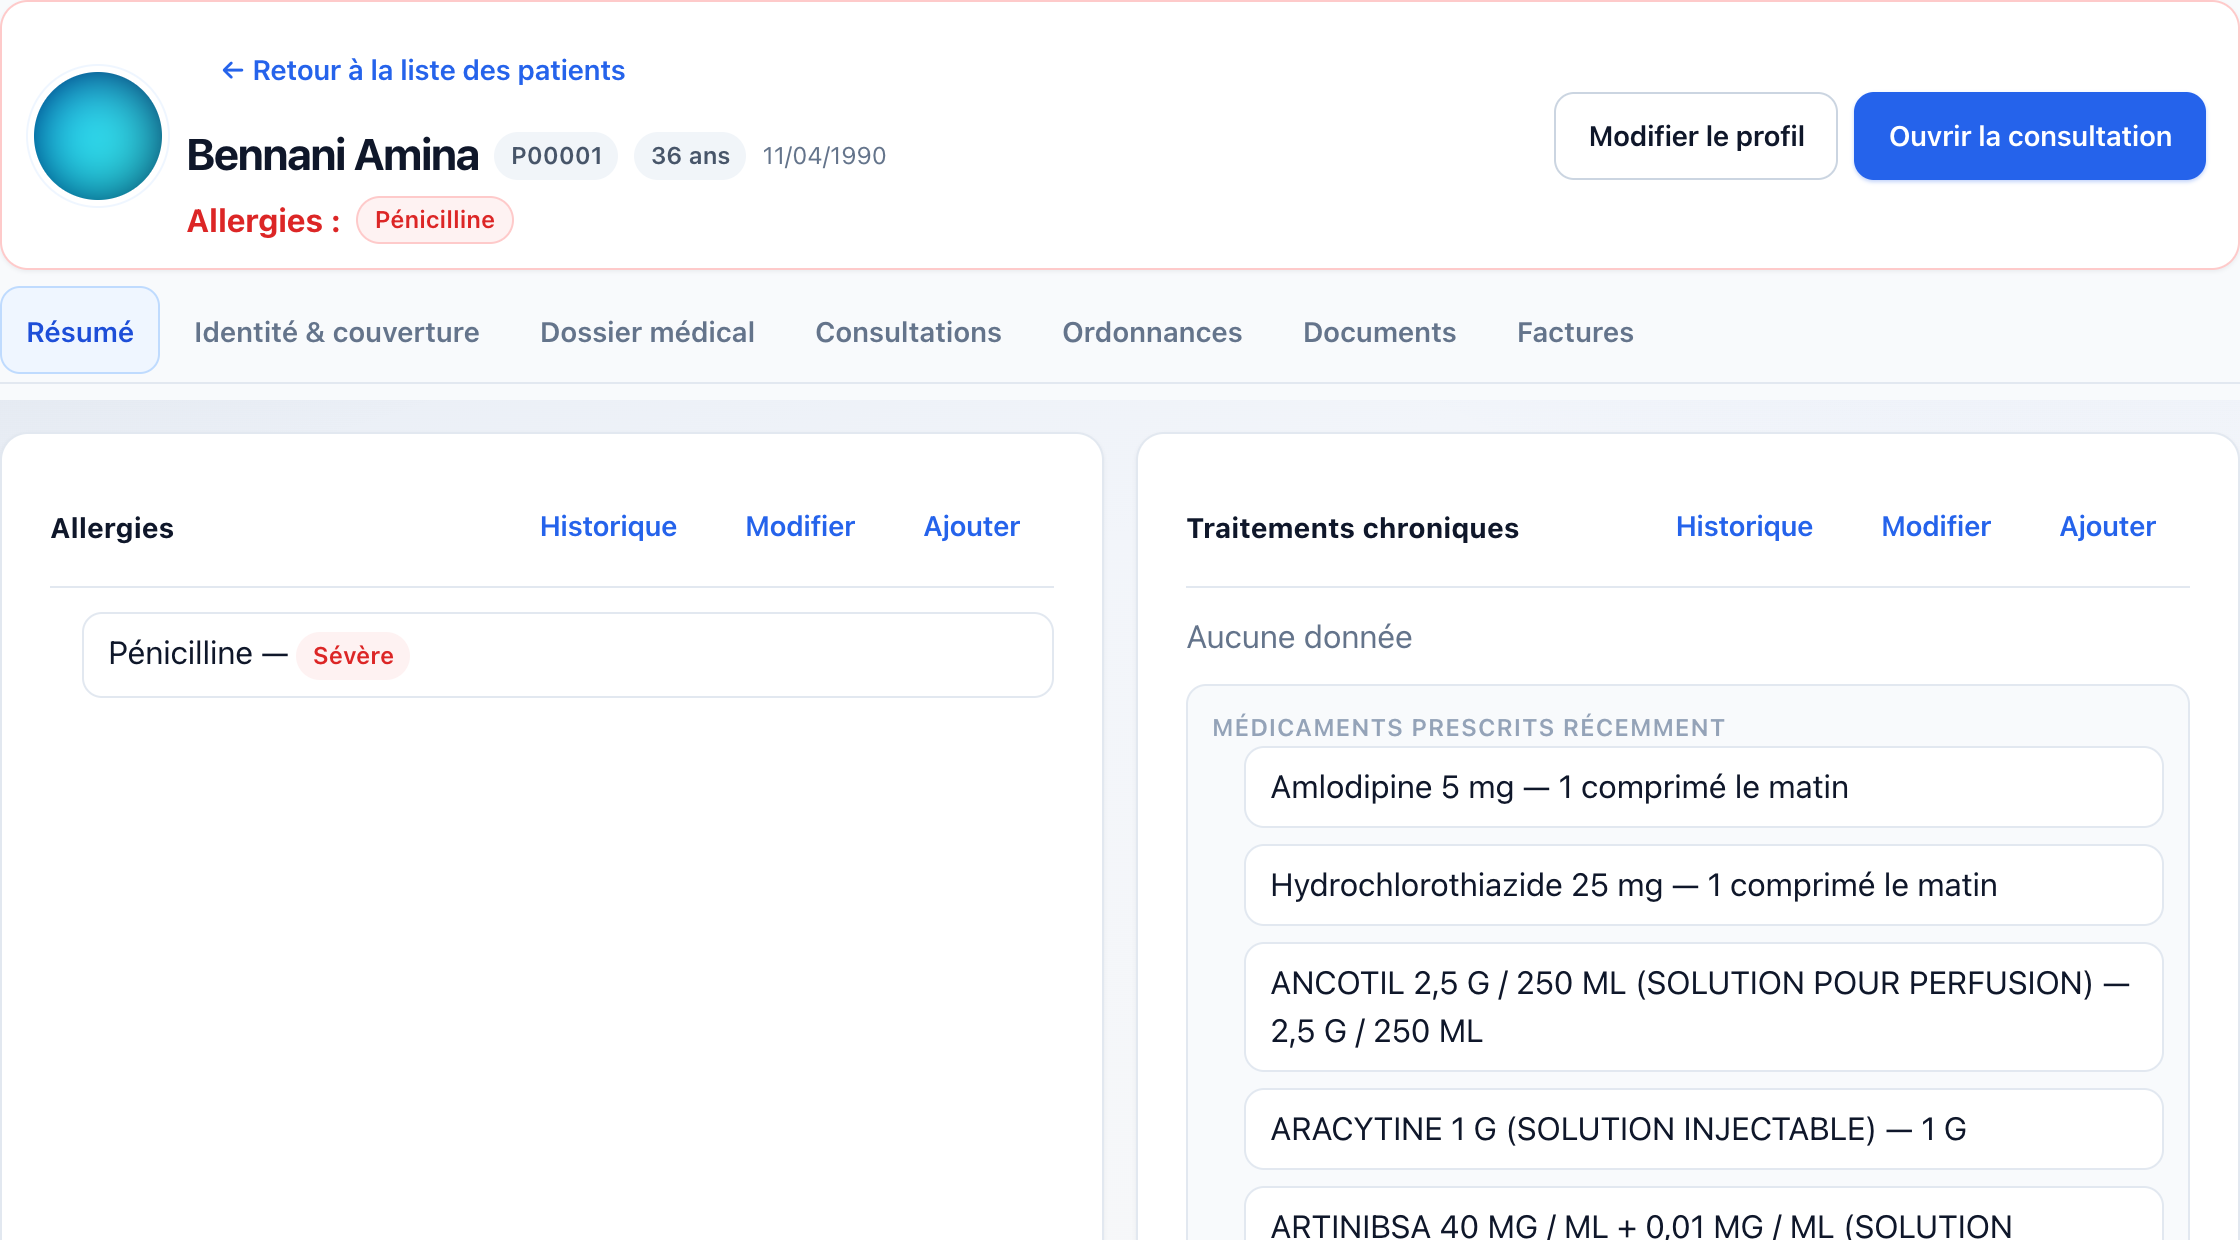 ← Retour à la liste des patients
Bennani Amina P00001 36 ans 11/04/1990
Allergies : Pénicilline
Modifier le profil
Ouvrir la consultation
Résumé
Identité & couverture
Dossier médical
Consultations
Ordonnances
Documents
Factures
Allergies
Historique
Modifier
Ajouter
Pénicilline — Sévère
Traitements chroniques
Historique
Modifier
Ajouter
Aucune donnée
MÉDICAMENTS PRESCRITS RÉCEMMENT
Amlodipine 5 mg — 1 comprimé le matin
Hydrochlorothiazide 25 mg — 1 comprimé le matin
ANCOTIL 2,5 G / 250 ML (SOLUTION POUR PERFUSION) —
2,5 G / 250 ML
ARACYTINE 1 G (SOLUTION INJECTABLE) — 1 G
ARTINIBSA 40 MG / ML + 0,01 MG / ML (SOLUTION